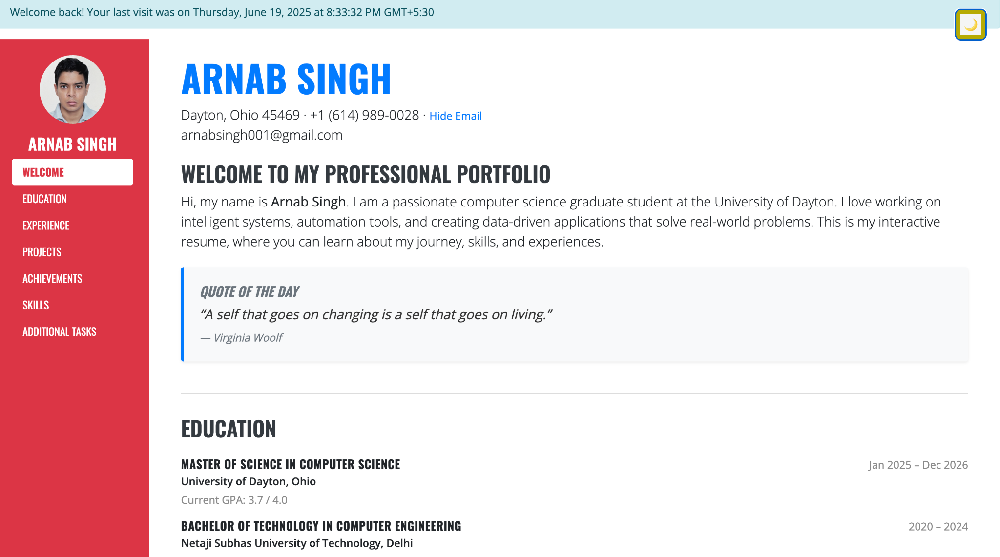 Welcome back! Your last visit was on Thursday, June 19, 2025 at 8:33:32 PM GMT+5:30
ARNAB SINGH
WELCOME
EDUCATION
EXPERIENCE
PROJECTS
ACHIEVEMENTS
SKILLS
ADDITIONAL TASKS
ARNAB SINGH
Dayton, Ohio 45469 · +1 (614) 989-0028 · Hide Email
arnabsingh001@gmail.com
WELCOME TO MY PROFESSIONAL PORTFOLIO
Hi, my name is Arnab Singh. I am a passionate computer science graduate student at the University of Dayton. I love working on
intelligent systems, automation tools, and creating data-driven applications that solve real-world problems. This is my interactive
resume, where you can learn about my journey, skills, and experiences.
QUOTE OF THE DAY
“A self that goes on changing is a self that goes on living.”
— Virginia Woolf
EDUCATION
MASTER OF SCIENCE IN COMPUTER SCIENCE Jan 2025 – Dec 2026
University of Dayton, Ohio
Current GPA: 3.7 / 4.0
BACHELOR OF TECHNOLOGY IN COMPUTER ENGINEERING 2020 – 2024
Netaji Subhas University of Technology, Delhi